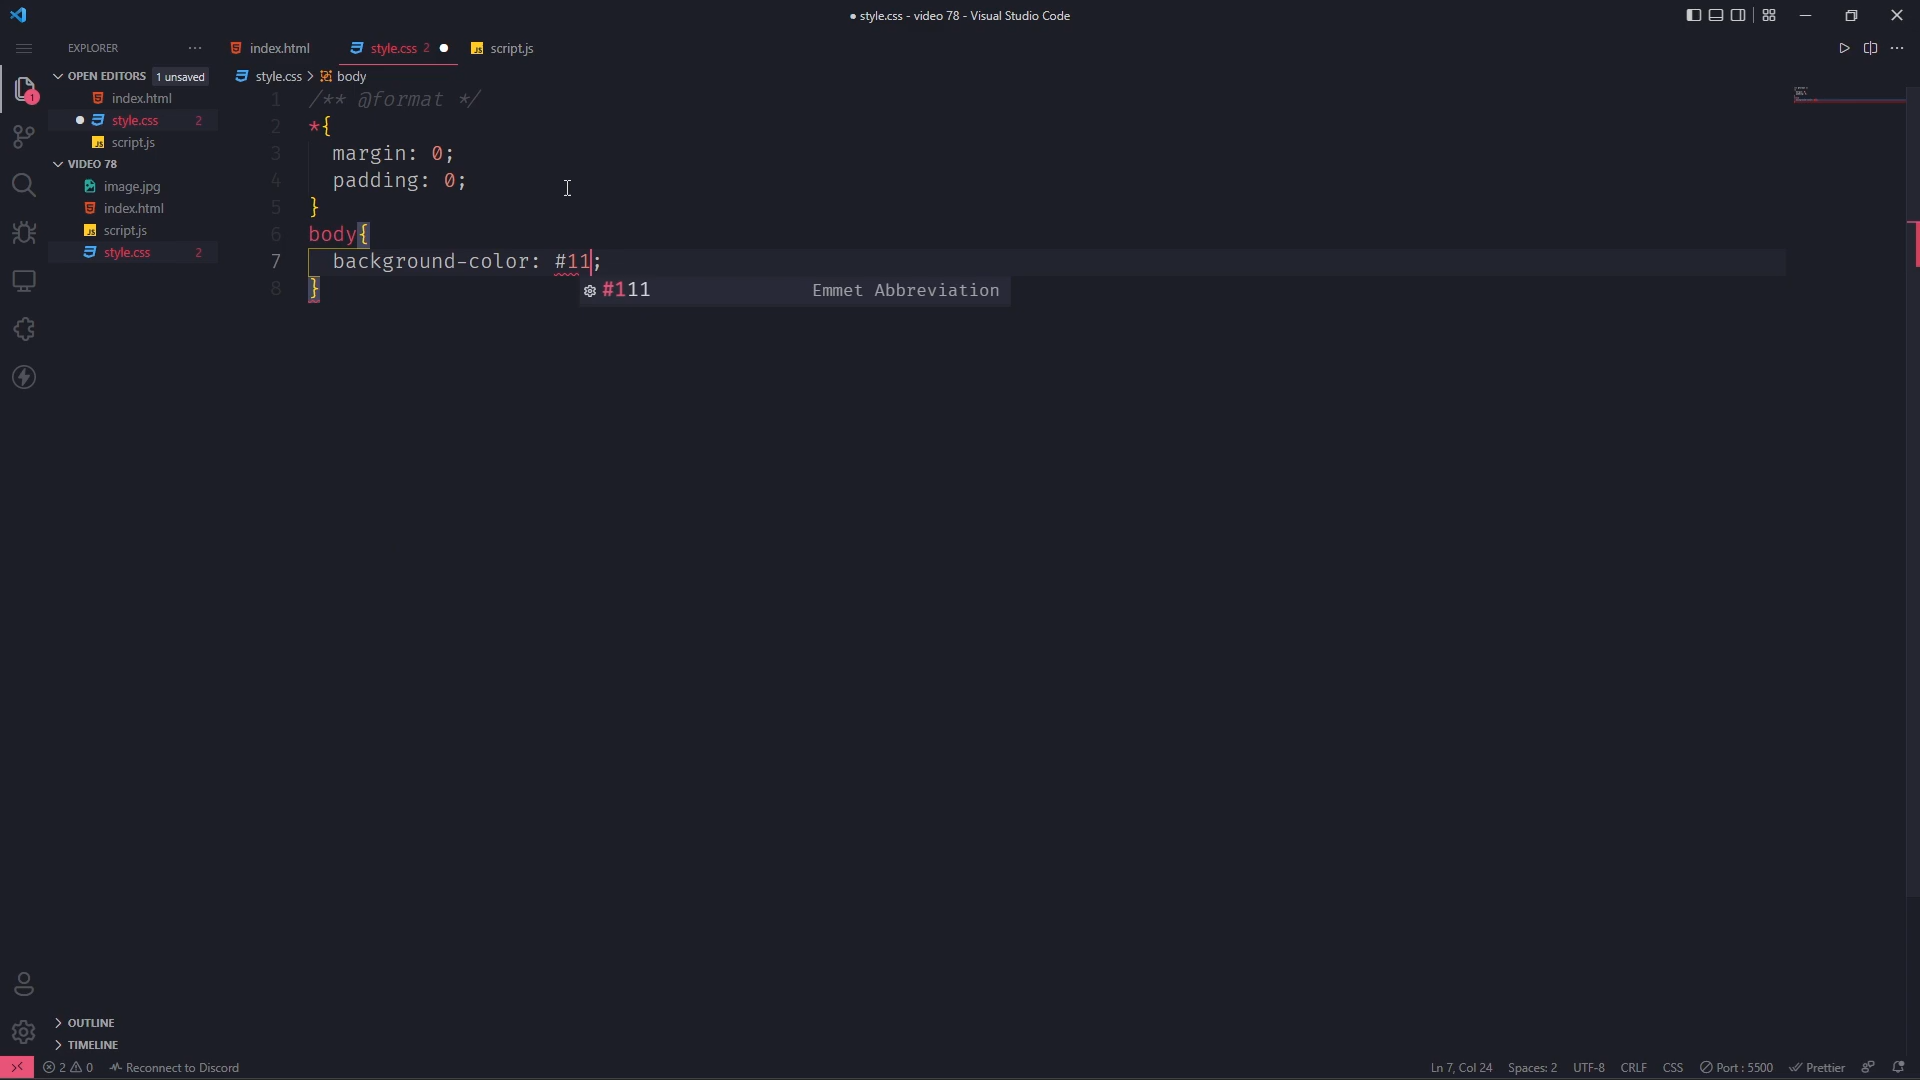 ● style.css - video 78 - Visual Studio Code
EXPLORER
OPEN EDITORS 1 unsaved
index.html
style.css 2
script.js
VIDEO 78
image.jpg
index.html
script.js
style.css 2
OUTLINE
TIMELINE
1
index.html style.css 2 script.js
style.css > body
1 /** @format */
2 *{
3 margin: 0;
4 padding: 0;
5 }
6 body{
7 background-color: #11;
8 }
#111 Emmet Abbreviation
2 0 Reconnect to Discord
Ln 7, Col 24 Spaces: 2 UTF-8 CRLF CSS Port : 5500 Prettier